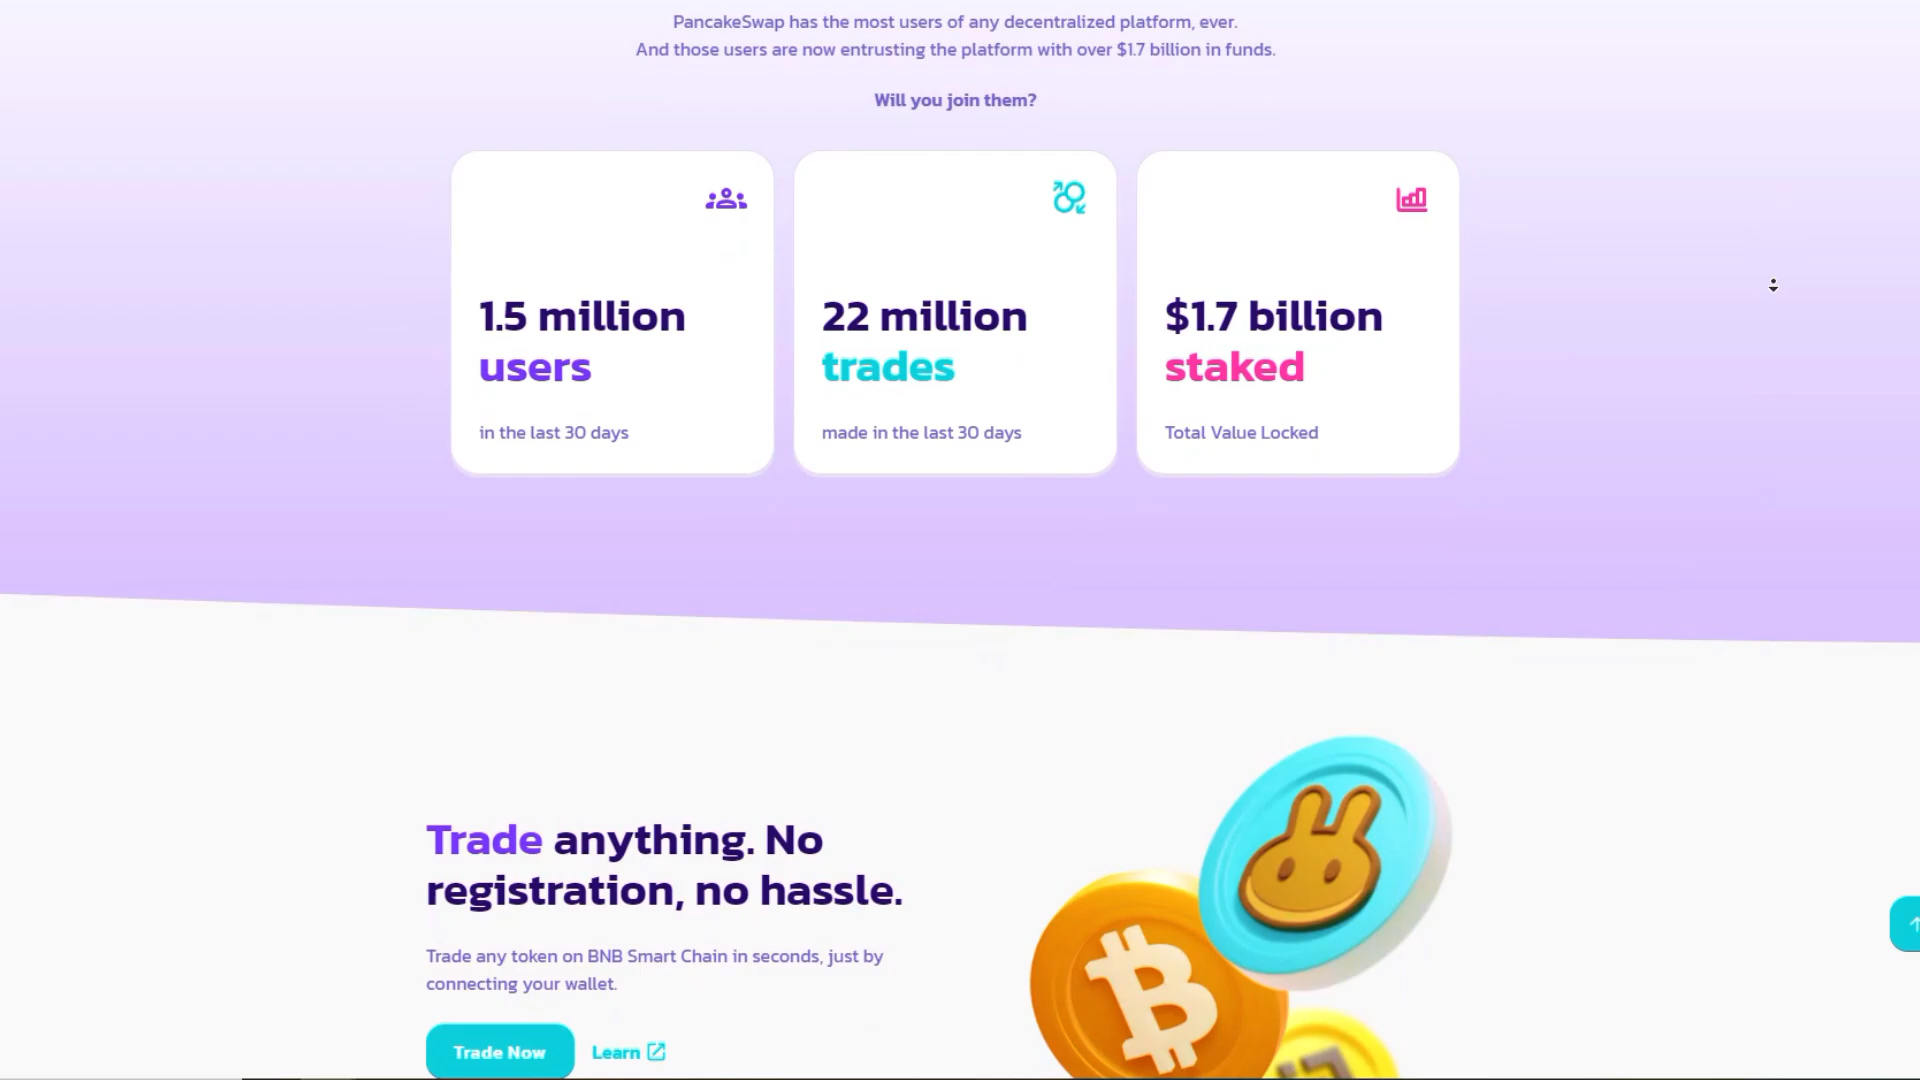 PancakeSwap has the most users of any decentralized platform, ever.
And those users are now entrusting the platform with over $1.7 billion in funds.
Will you join them?
1.5 million
users
in the last 30 days
22 million
trades
made in the last 30 days
$1.7 billion
staked
Total Value Locked
Trade anything. No
registration, no hassle.
Trade any token on BNB Smart Chain in seconds, just by
connecting your wallet.
Trade Now
Learn